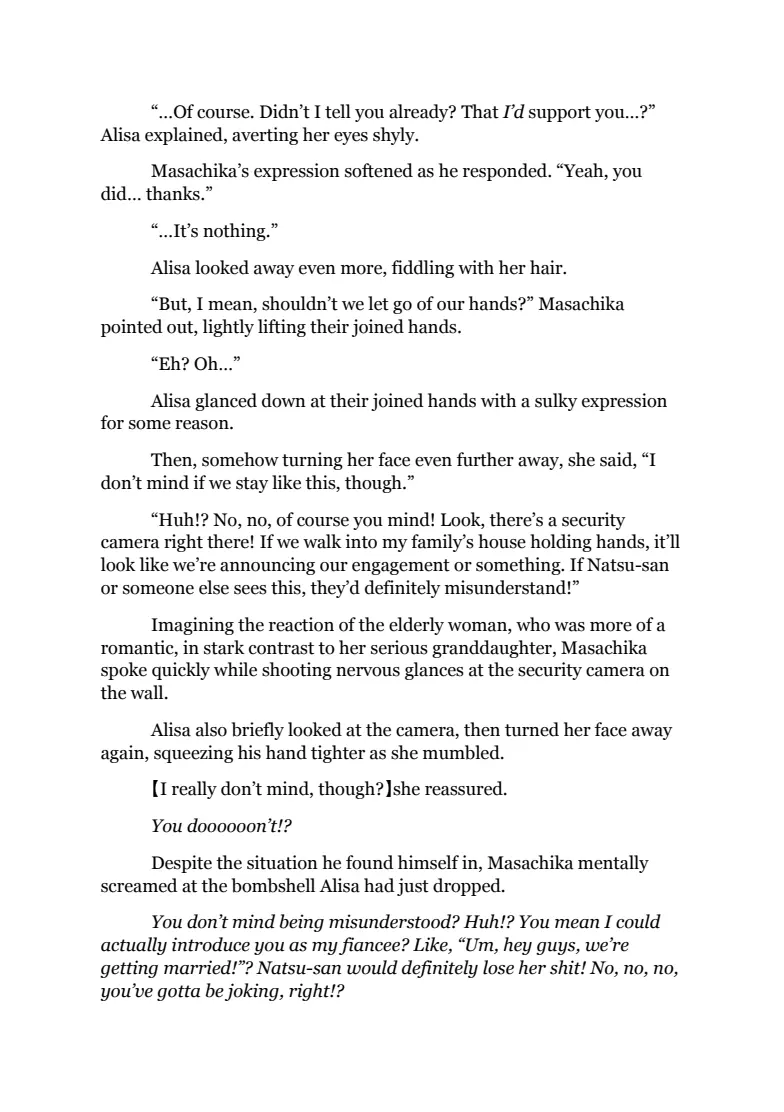 “…Of course. Didn’t I tell you already? That I’d support you…?”
Alisa explained, averting her eyes shyly.
Masachika’s expression softened as he responded. “Yeah, you
did… thanks.”
“…It’s nothing.”
Alisa looked away even more, fiddling with her hair.
“But, I mean, shouldn’t we let go of our hands?” Masachika
pointed out, lightly lifting their joined hands.
“Eh? Oh…”
Alisa glanced down at their joined hands with a sulky expression
for some reason.
Then, somehow turning her face even further away, she said, “I
don’t mind if we stay like this, though.”
“Huh!? No, no, of course you mind! Look, there’s a security
camera right there! If we walk into my family’s house holding hands, it’ll
look like we’re announcing our engagement or something. If Natsu-san
or someone else sees this, they’d definitely misunderstand!”
Imagining the reaction of the elderly woman, who was more of a
romantic, in stark contrast to her serious granddaughter, Masachika
spoke quickly while shooting nervous glances at the security camera on
the wall.
Alisa also briefly looked at the camera, then turned her face away
again, squeezing his hand tighter as she mumbled.
【I really don’t mind, though?】she reassured.
You doooooon’t!?
Despite the situation he found himself in, Masachika mentally
screamed at the bombshell Alisa had just dropped.
You don’t mind being misunderstood? Huh!? You mean I could
actually introduce you as my fiancee? Like, “Um, hey guys, we’re
getting married!”? Natsu-san would definitely lose her shit! No, no, no,
you’ve gotta be joking, right!?